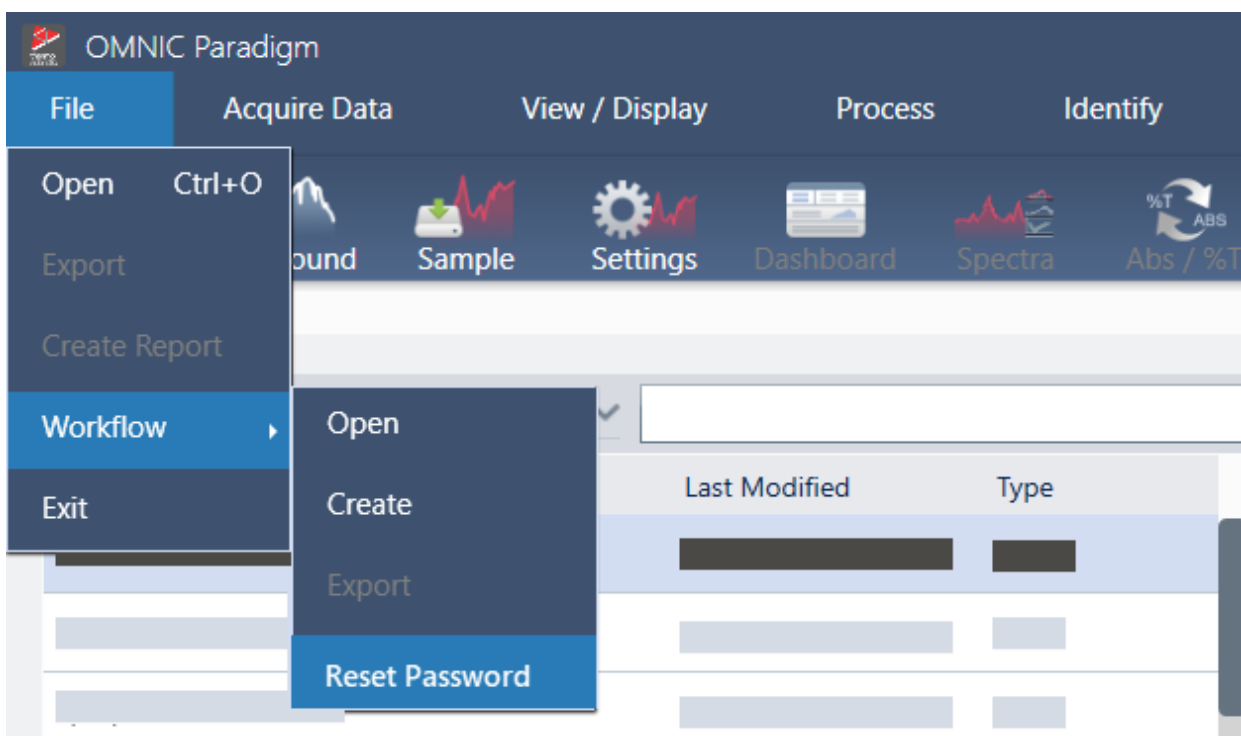 OMNIC Paradigm
File Acquire Data View / Display Process Identify
Open Ctrl+O
Export
Create Report
Workflow
Exit
Open
Create
Export
Reset Password
ound Sample Settings Dashboard Spectra Abs / %T
%T ABS
Last Modified Type